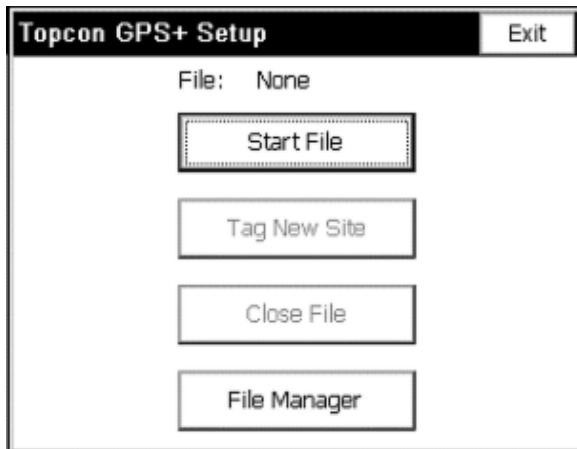 Topcon GPS+ Setup Exit
File: None
Start File
Tag New Site
Close File
File Manager